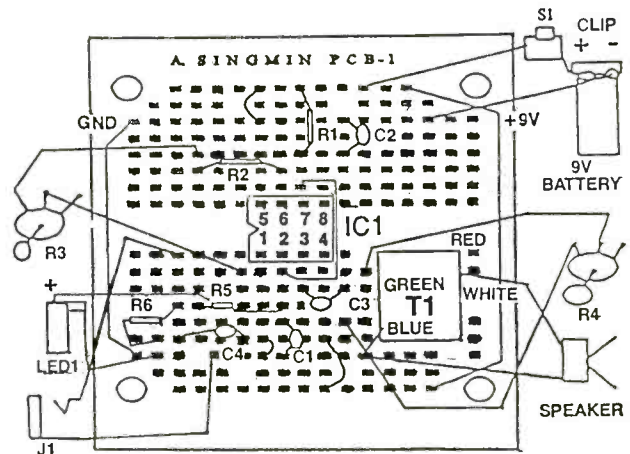 S1
CLIP
+ -
A. SINGMIN PCB-1
GND
+9V
R1
C2
9V
BATTERY
R2
5 6 7 8
1 2 3 4
IC1
R3
RED
+
R6
R5
C3
GREEN
T1
BLUE
WHITE
R4
LED1
C4
C1
SPEAKER
J1